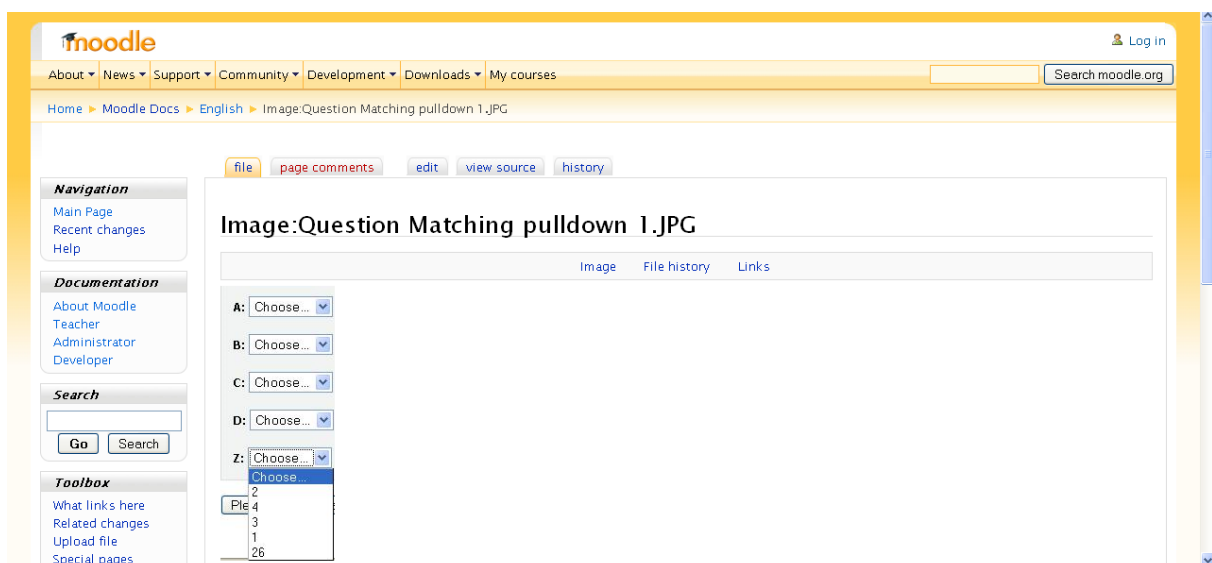 moodle
Log in
About News Support Community Development Downloads My courses
Search moodle.org
Home ► Moodle Docs ► English ► Image:Question Matching pulldown 1.JPG
file page comments edit view source history
Navigation
Main Page
Recent changes
Help
Documentation
About Moodle
Teacher
Administrator
Developer
Search
Go Search
Toolbox
What links here
Related changes
Upload file
Special pages
Image:Question Matching pulldown 1.JPG
Image File history Links
A: Choose...
B: Choose...
C: Choose...
D: Choose...
Z: Choose...
Choose...
2
4
3
1
26